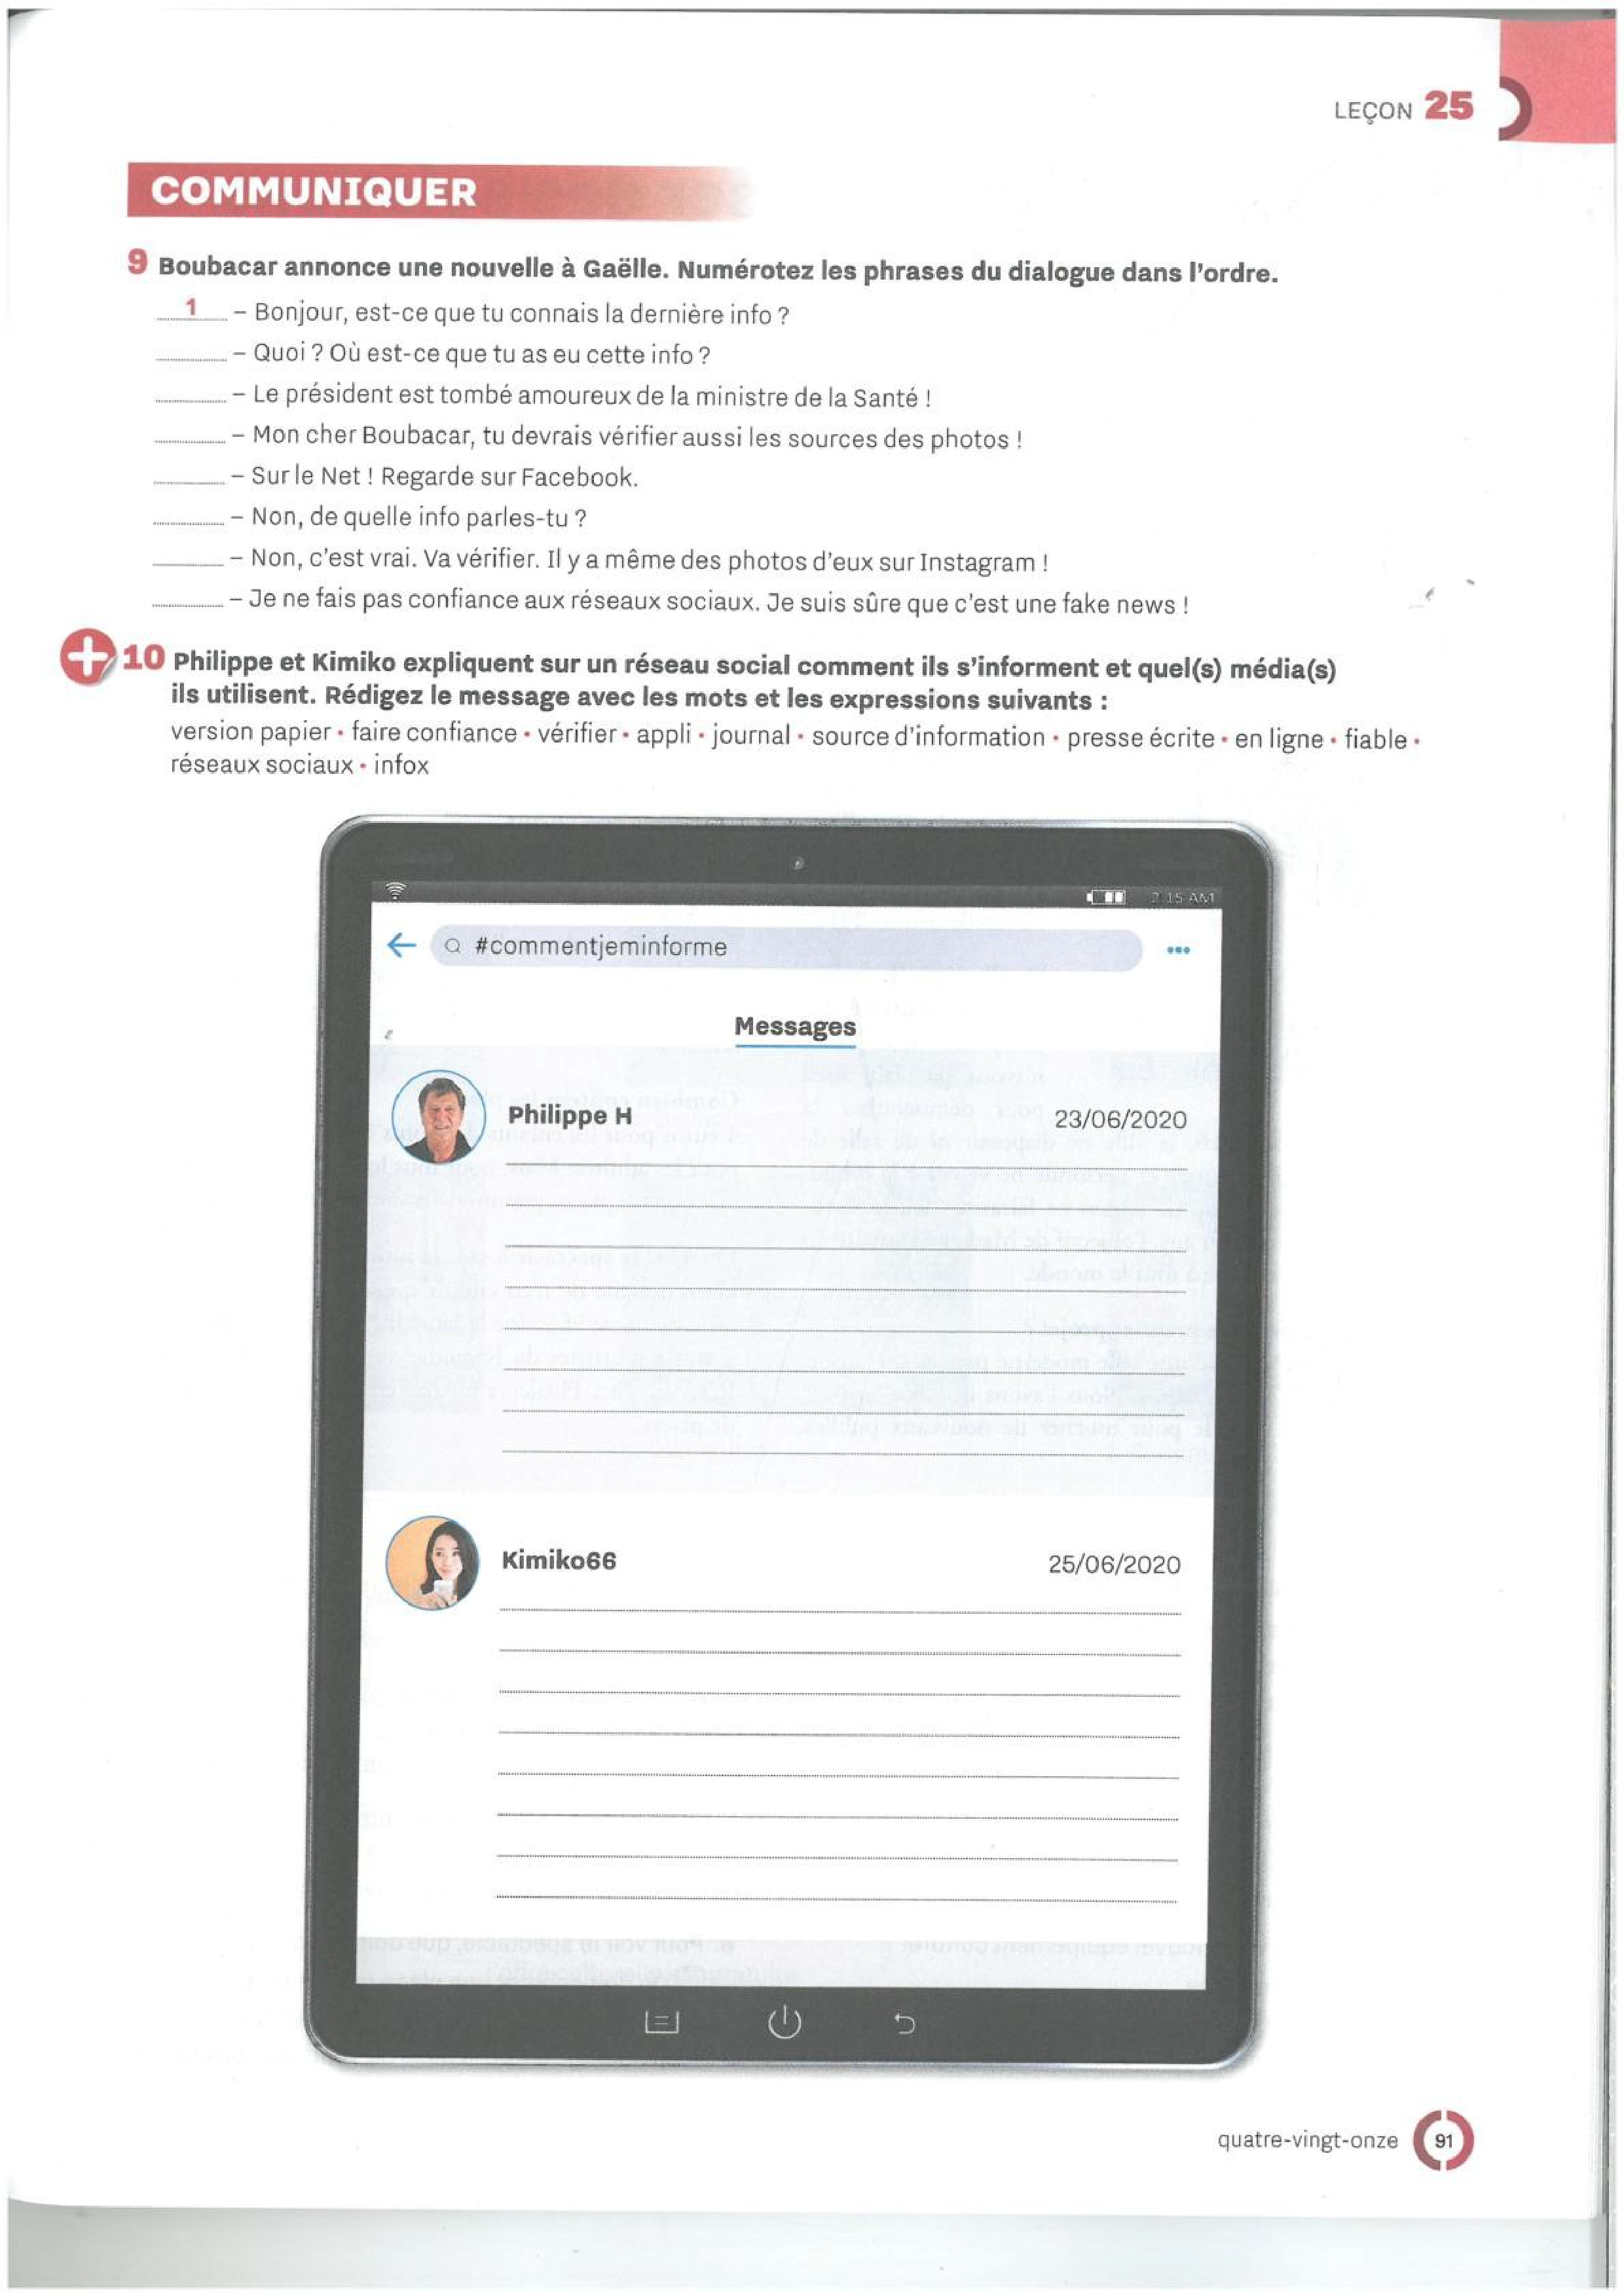 LEÇON 25
COMMUNIQUER
9 Boubacar annonce une nouvelle à Gaëlle. Numérotez les phrases du dialogue dans l'ordre.
1 – Bonjour, est-ce que tu connais la dernière info ?
– Quoi ? Où est-ce que tu as eu cette info ?
– Le président est tombé amoureux de la ministre de la Santé !
– Mon cher Boubacar, tu devrais vérifier aussi les sources des photos !
– Sur le Net ! Regarde sur Facebook.
– Non, de quelle info parles-tu ?
– Non, c'est vrai. Va vérifier. Il y a même des photos d'eux sur Instagram !
– Je ne fais pas confiance aux réseaux sociaux. Je suis sûre que c'est une fake news !
10 Philippe et Kimiko expliquent sur un réseau social comment ils s'informent et quel(s) média(s)
ils utilisent. Rédigez le message avec les mots et les expressions suivants :
version papier • faire confiance • vérifier • appli • journal • source d'information • presse écrite • en ligne • fiable •
réseaux sociaux • infox
2:15 AM
#commentjeminforme
Messages
Philippe H 23/06/2020
Kimiko66 25/06/2020
quatre-vingt-onze 91